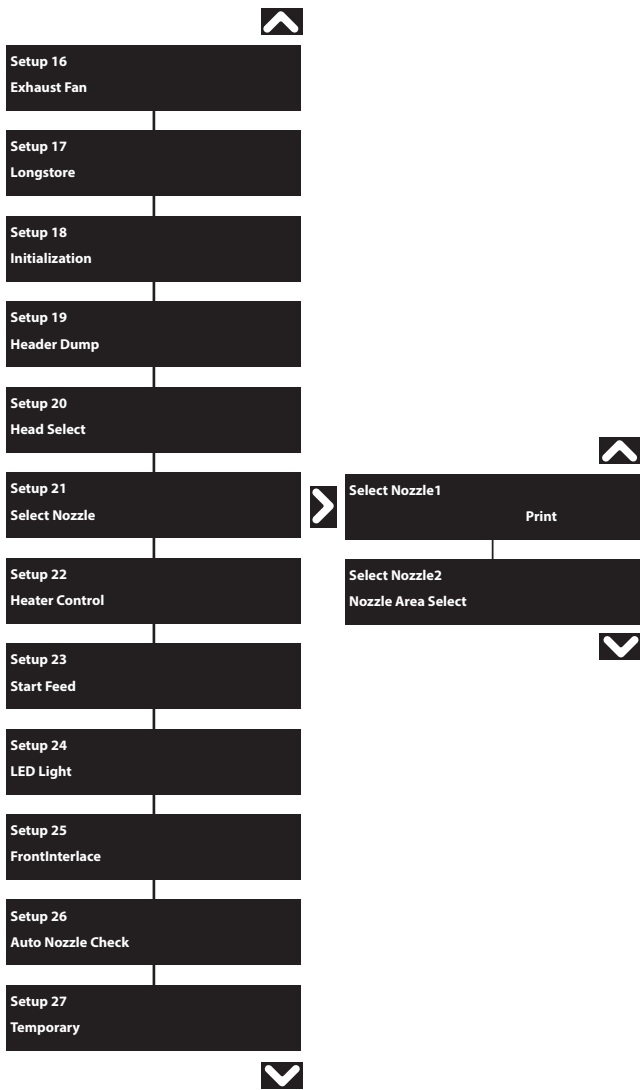 Setup 16
Exhaust Fan
Setup 17
Longstore
Setup 18
Initialization
Setup 19
Header Dump
Setup 20
Head Select
Setup 21
Select Nozzle
Select Nozzle1
Print
Select Nozzle2
Nozzle Area Select
Setup 22
Heater Control
Setup 23
Start Feed
Setup 24
LED Light
Setup 25
FrontInterlace
Setup 26
Auto Nozzle Check
Setup 27
Temporary